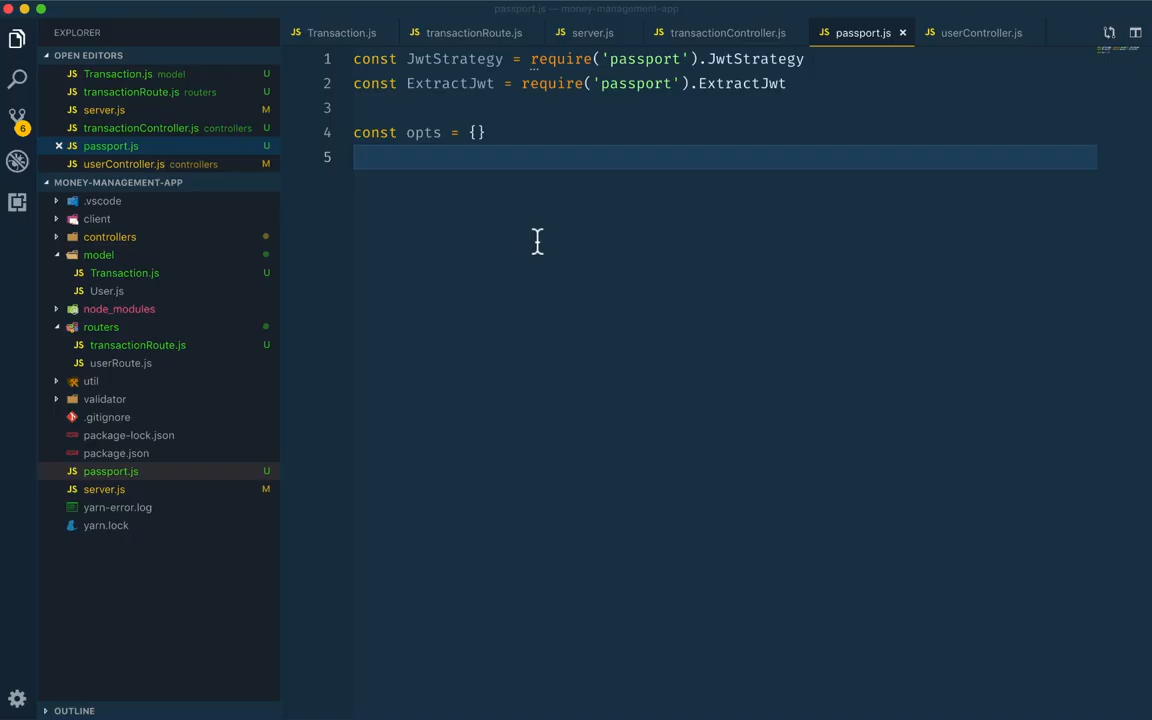 passport.js — money-management-app
EXPLORER
OPEN EDITORS
JS Transaction.js model U
JS transactionRoute.js routers U
JS server.js M
JS transactionController.js controllers U
JS passport.js U
JS userController.js controllers M
6
MONEY-MANAGEMENT-APP
.vscode
client
controllers
model
JS Transaction.js U
JS User.js
node_modules
routers
JS transactionRoute.js U
JS userRoute.js
util
validator
.gitignore
package-lock.json
package.json
JS passport.js U
JS server.js M
yarn-error.log
yarn.lock
OUTLINE
JS Transaction.js JS transactionRoute.js JS server.js JS transactionController.js JS passport.js × JS userController.js
1 const JwtStrategy = require('passport').JwtStrategy
2 const ExtractJwt = require('passport').ExtractJwt
3
4 const opts = {}
5